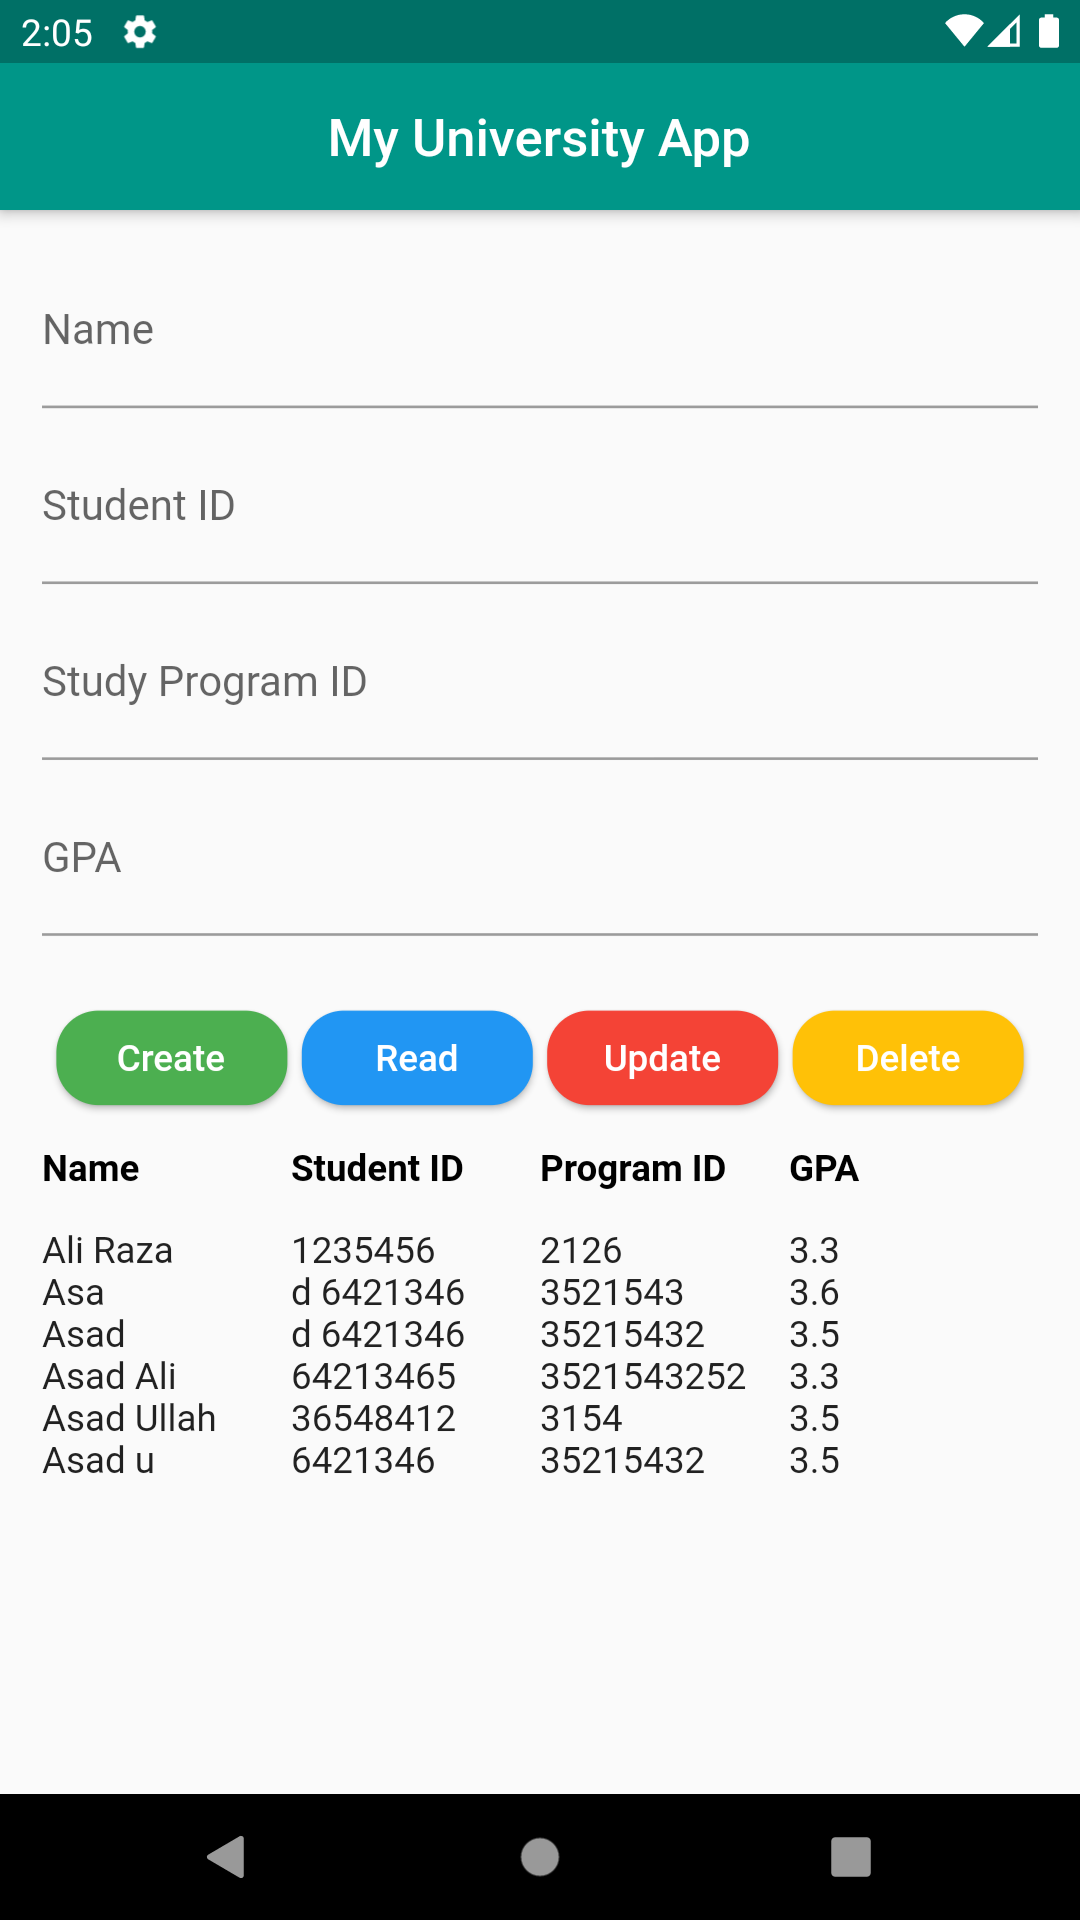 2:05
My University App
Name
Student ID
Study Program ID
GPA
Create Read Update Delete
Name Student ID Program ID GPA
Ali Raza 1235456 2126 3.3
Asa d 6421346 3521543 3.6
Asad d 6421346 35215432 3.5
Asad Ali 64213465 3521543252 3.3
Asad Ullah 36548412 3154 3.5
Asad u 6421346 35215432 3.5